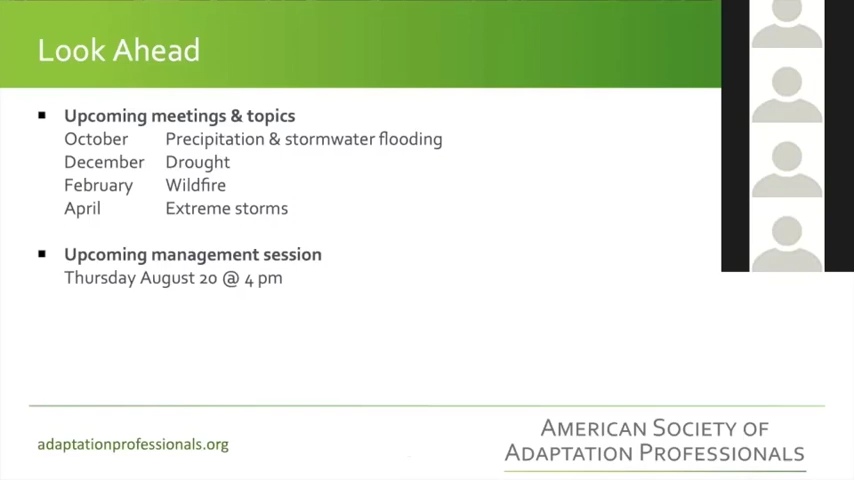 Look Ahead
▪ Upcoming meetings & topics
October Precipitation & stormwater flooding
December Drought
February Wildfire
April Extreme storms
▪ Upcoming management session
Thursday August 20 @ 4 pm
adaptationprofessionals.org
AMERICAN SOCIETY OF
ADAPTATION PROFESSIONALS